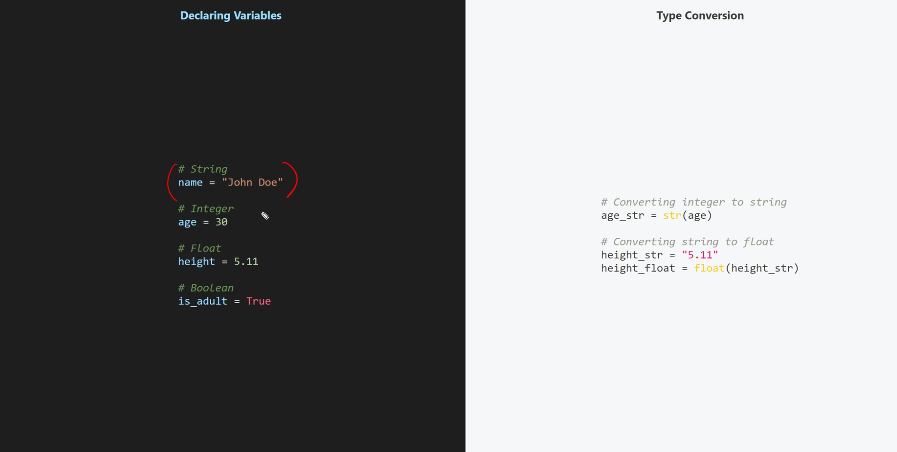 Declaring Variables
# String
name = "John Doe"
# Integer
age = 30
# Float
height = 5.11
# Boolean
is_adult = True
Type Conversion
# Converting integer to string
age_str = str(age)
# Converting string to float
height_str = "5.11"
height_float = float(height_str)